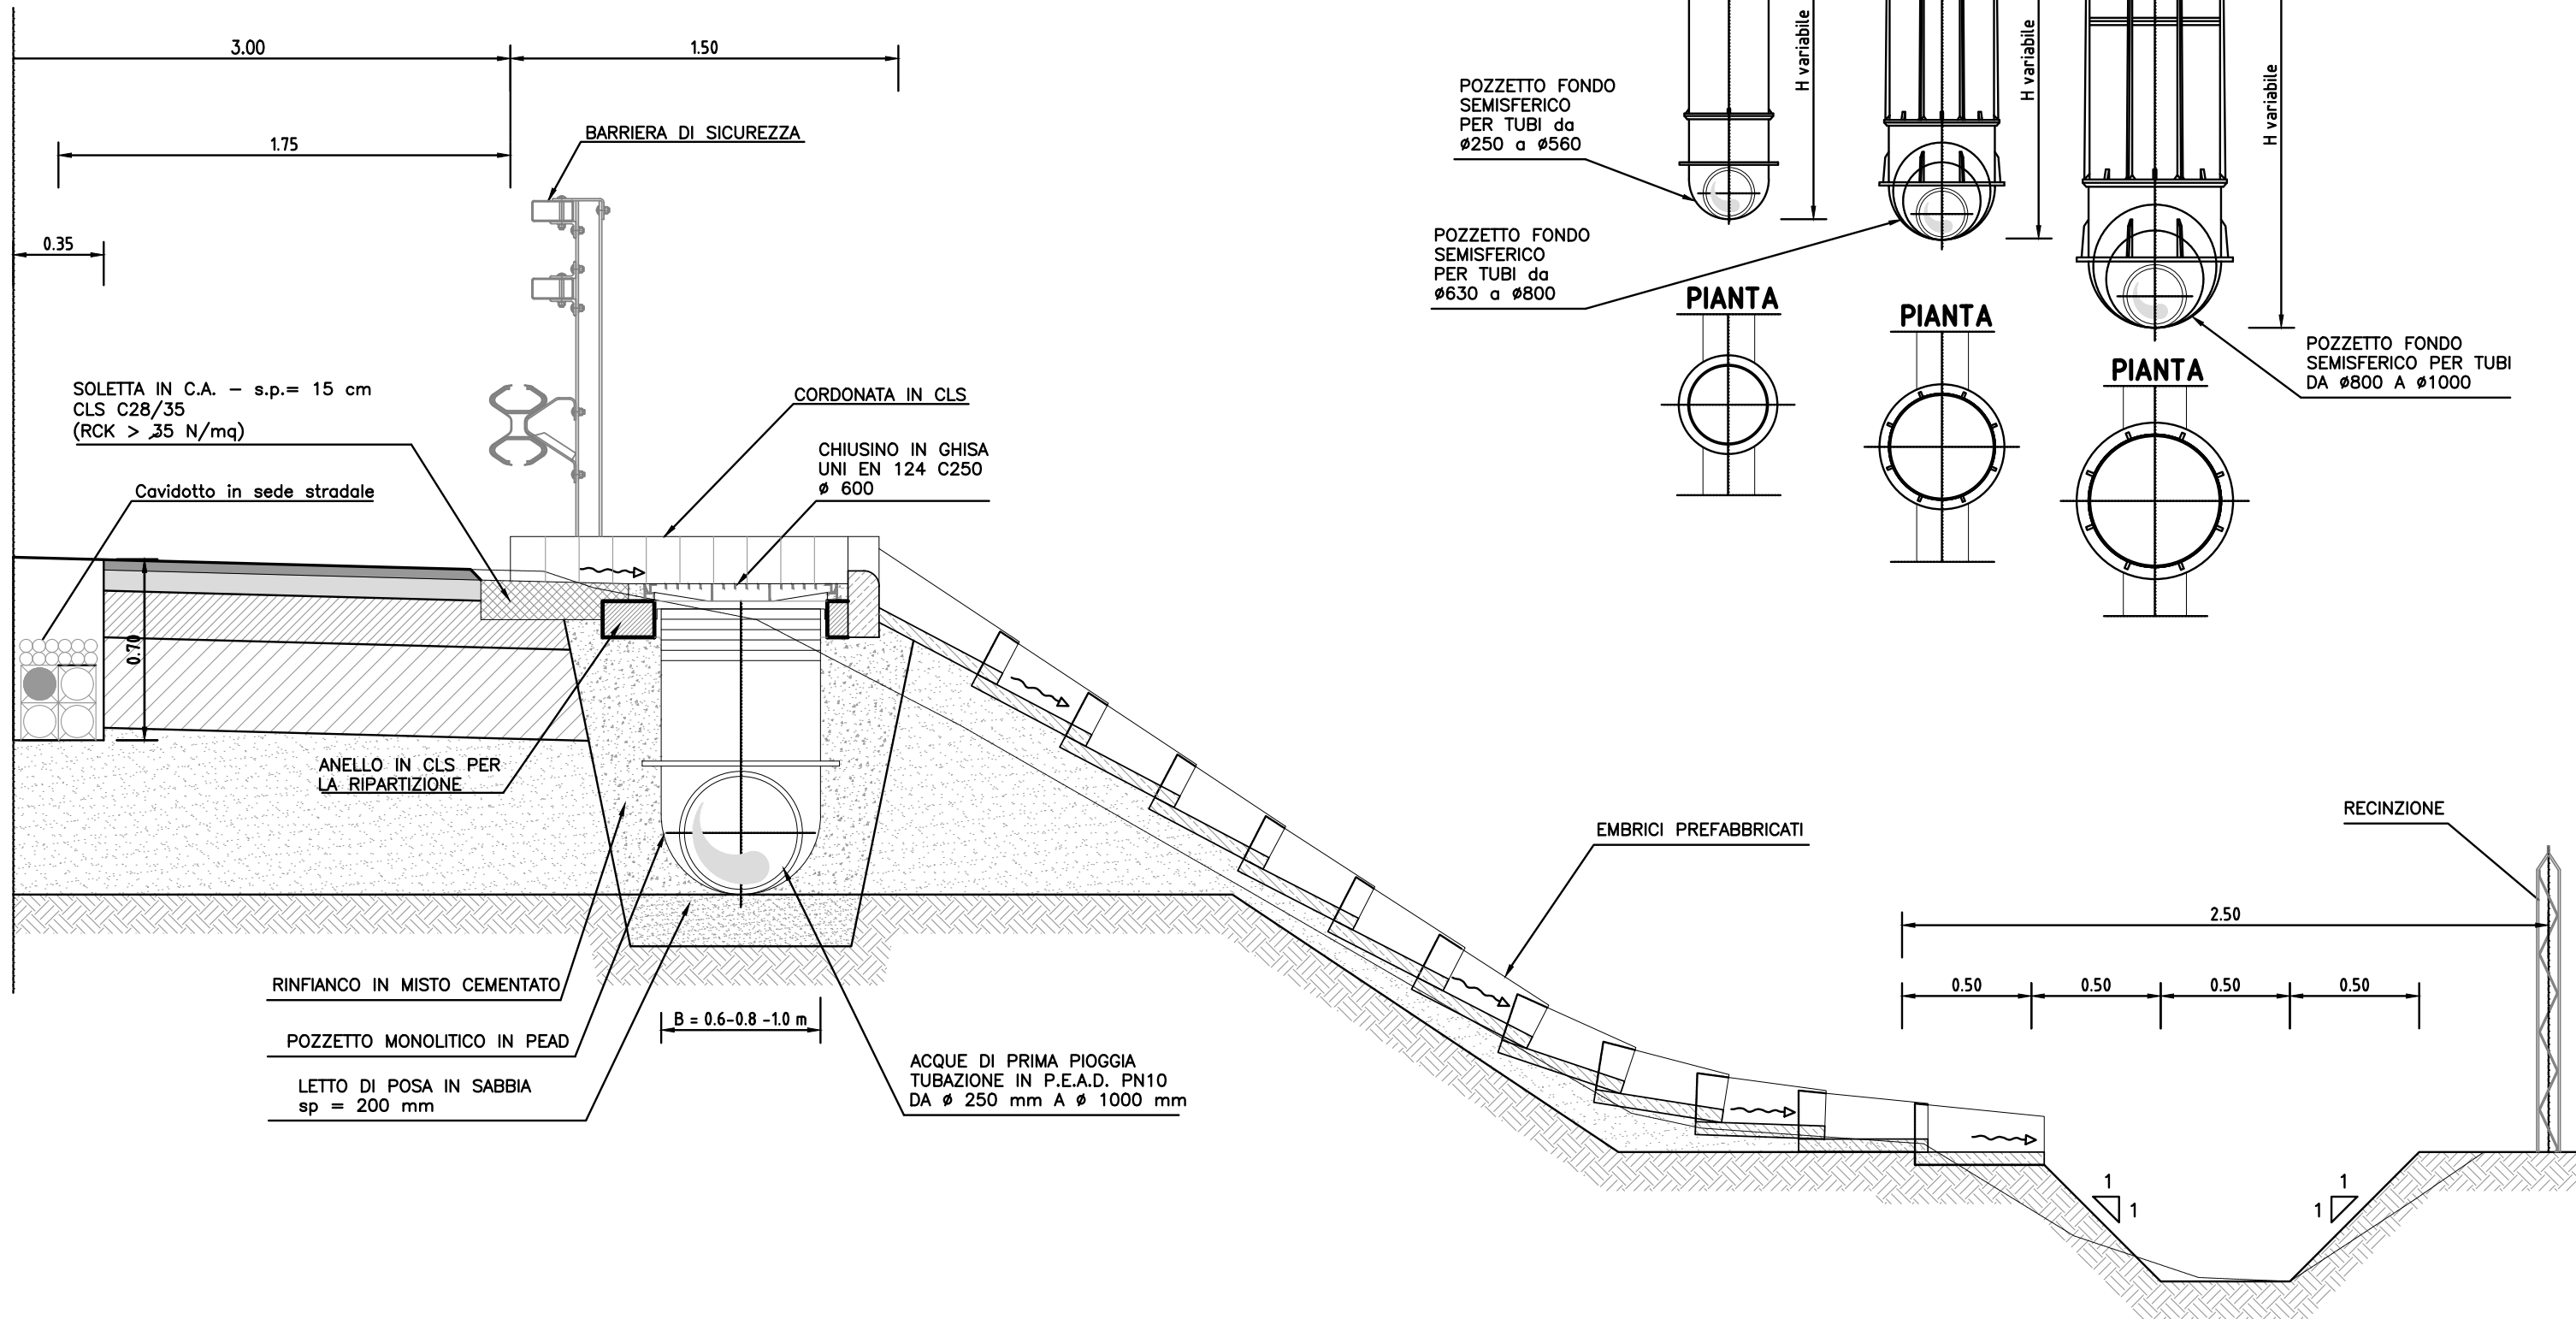 3.00
1.50
1.75
0.35
BARRIERA DI SICUREZZA
SOLETTA IN C.A. – s.p.= 15 cm
CLS C28/35
(RCK > 35 N/mq)
Cavidotto in sede stradale
CORDONATA IN CLS
CHIUSINO IN GHISA
UNI EN 124 C250
ø 600
0.70
ANELLO IN CLS PER
LA RIPARTIZIONE
RINFIANCO IN MISTO CEMENTATO
POZZETTO MONOLITICO IN PEAD
LETTO DI POSA IN SABBIA
sp = 200 mm
B = 0.6-0.8 -1.0 m
ACQUE DI PRIMA PIOGGIA
TUBAZIONE IN P.E.A.D. PN10
DA ø 250 mm A ø 1000 mm
POZZETTO FONDO
SEMISFERICO
PER TUBI da
ø250 a ø560
H variabile
H variabile
H variabile
POZZETTO FONDO
SEMISFERICO
PER TUBI da
ø630 a ø800
PIANTA
PIANTA
PIANTA
POZZETTO FONDO
SEMISFERICO PER TUBI
DA ø800 A ø1000
EMBRICI PREFABBRICATI
RECINZIONE
2.50
0.50
0.50
0.50
0.50
1
1
1
1